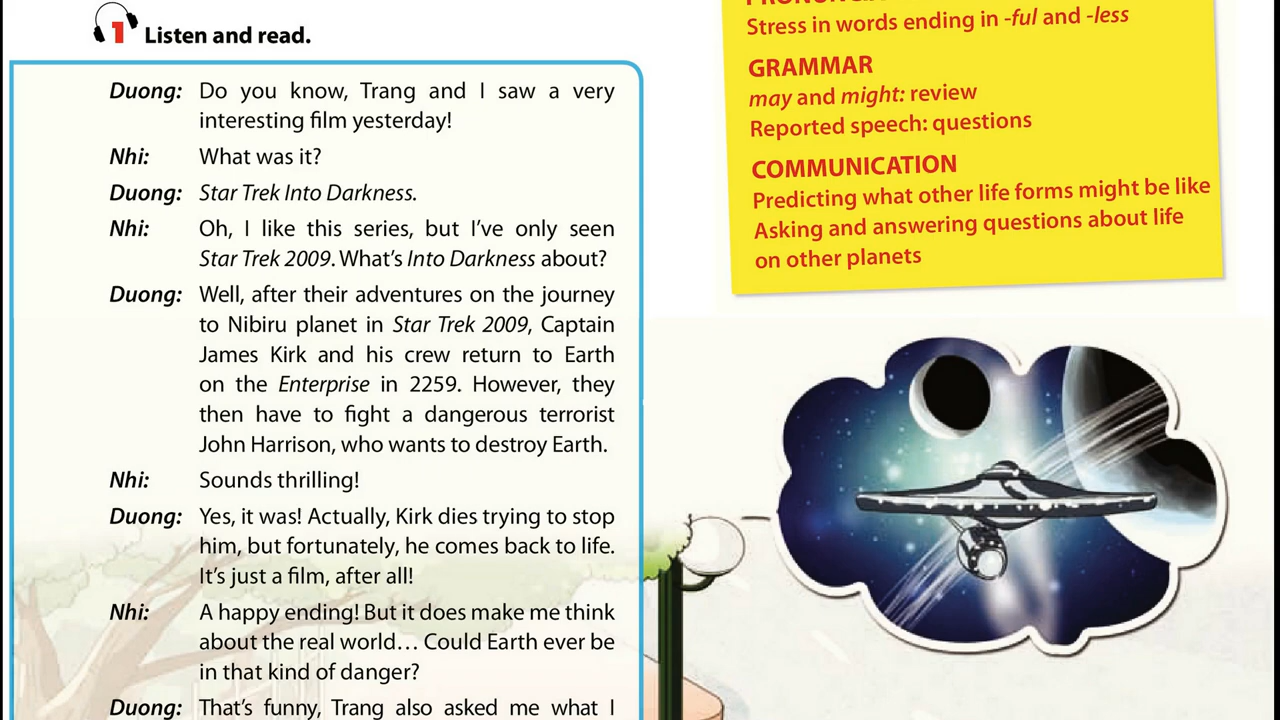 1 Listen and read.
Duong: Do you know, Trang and I saw a very
interesting film yesterday!
Nhi: What was it?
Duong: Star Trek Into Darkness.
Nhi: Oh, I like this series, but I've only seen
Star Trek 2009. What's Into Darkness about?
Duong: Well, after their adventures on the journey
to Nibiru planet in Star Trek 2009, Captain
James Kirk and his crew return to Earth
on the Enterprise in 2259. However, they
then have to fight a dangerous terrorist
John Harrison, who wants to destroy Earth.
Nhi: Sounds thrilling!
Duong: Yes, it was! Actually, Kirk dies trying to stop
him, but fortunately, he comes back to life.
It's just a film, after all!
Nhi: A happy ending! But it does make me think
about the real world... Could Earth ever be
in that kind of danger?
Duong: That's funny, Trang also asked me what I
Stress in words ending in -ful and -less
GRAMMAR
may and might: review
Reported speech: questions
COMMUNICATION
Predicting what other life forms might be like
Asking and answering questions about life
on other planets